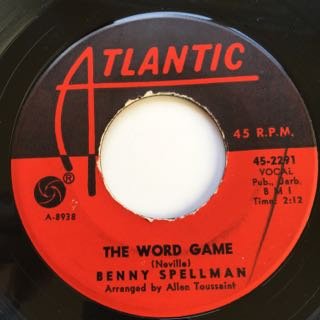 ATLANTIC
45 R.P.M.
45-2291
VOCAL
Pub., Darb.
B M I
Time: 2:12
®
A-8938
THE WORD GAME
(Neville)
BENNY SPELLMAN
Arranged by Allen Toussaint